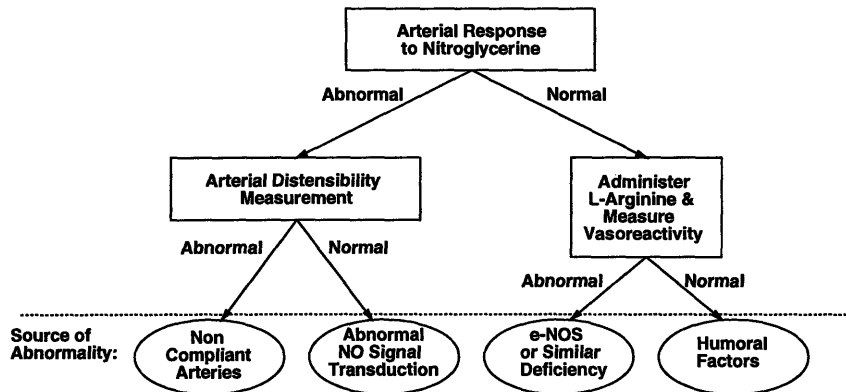 Arterial Response
to Nitroglycerine
Abnormal
Normal
Arterial Distensibility
Measurement
Administer
L-Arginine &
Measure
Vasoreactivity
Abnormal
Normal
Abnormal
Normal
Source of
Abnormality:
Non
Compliant
Arteries
Abnormal
NO Signal
Transduction
e-NOS
or Similar
Deficiency
Humoral
Factors